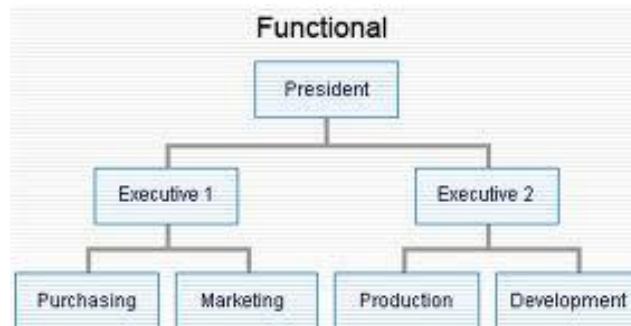 Functional
President
Executive 1
Executive 2
Purchasing
Marketing
Production
Development